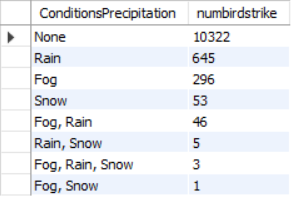 ConditionsPrecipitation numbirdstrike
None 10322
Rain 645
Fog 296
Snow 53
Fog, Rain 46
Rain, Snow 5
Fog, Rain, Snow 3
Fog, Snow 1